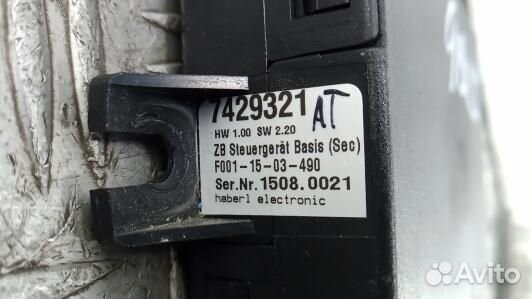 7429321 AT
HW 1.00 SW 2.20
ZB Steuergerät Basis (Sec)
F001-15-03-490
Ser.Nr. 1508.0021
haberl electronic
Avito